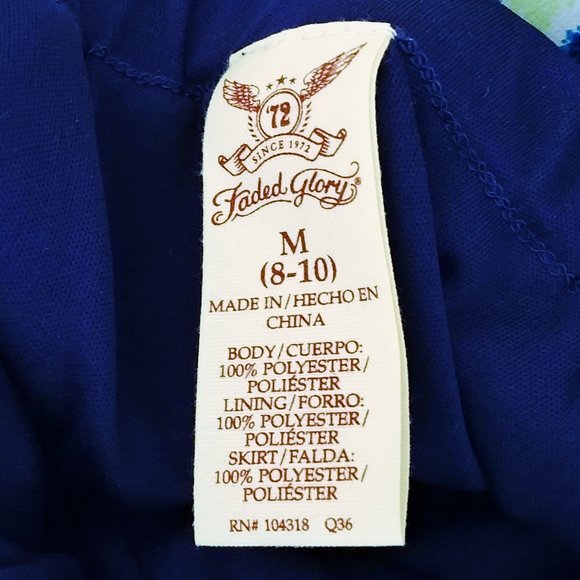 '72
SINCE 1972
Faded Glory®
M
(8-10)
MADE IN/HECHO EN
CHINA
BODY/CUERPO:
100% POLYESTER/
POLIÉSTER
LINING/FORRO:
100% POLYESTER/
POLIÉSTER
SKIRT/FALDA:
100% POLYESTER/
POLIÉSTER
RN# 104318 Q36